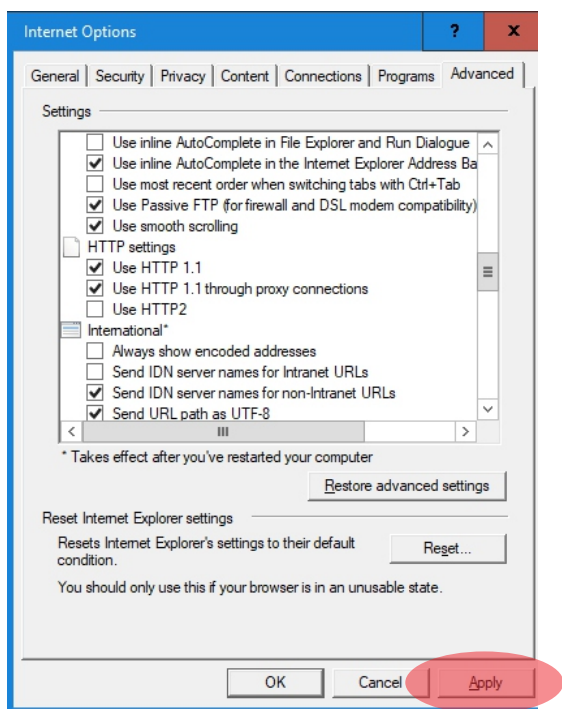 Internet Options ? x
General Security Privacy Content Connections Programs Advanced
Settings
Use inline AutoComplete in File Explorer and Run Dialogue
Use inline AutoComplete in the Internet Explorer Address Ba
Use most recent order when switching tabs with Ctrl+Tab
Use Passive FTP (for firewall and DSL modem compatibility)
Use smooth scrolling
HTTP settings
Use HTTP 1.1
Use HTTP 1.1 through proxy connections
Use HTTP2
International*
Always show encoded addresses
Send IDN server names for Intranet URLs
Send IDN server names for non-Intranet URLs
Send URL path as UTF-8
* Takes effect after you've restarted your computer
Restore advanced settings
Reset Internet Explorer settings
Resets Internet Explorer's settings to their default
condition.
Reset...
You should only use this if your browser is in an unusable state.
OK Cancel Apply